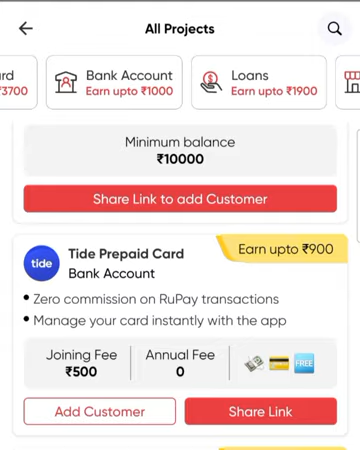 All Projects
rd
₹3700
Bank Account
Earn upto ₹1000
Loans
Earn upto ₹1900
Minimum balance
₹10000
Share Link to add Customer
Earn upto ₹900
tide
Tide Prepaid Card
Bank Account
• Zero commission on RuPay transactions
• Manage your card instantly with the app
Joining Fee
₹500
Annual Fee
0
FREE
Add Customer
Share Link